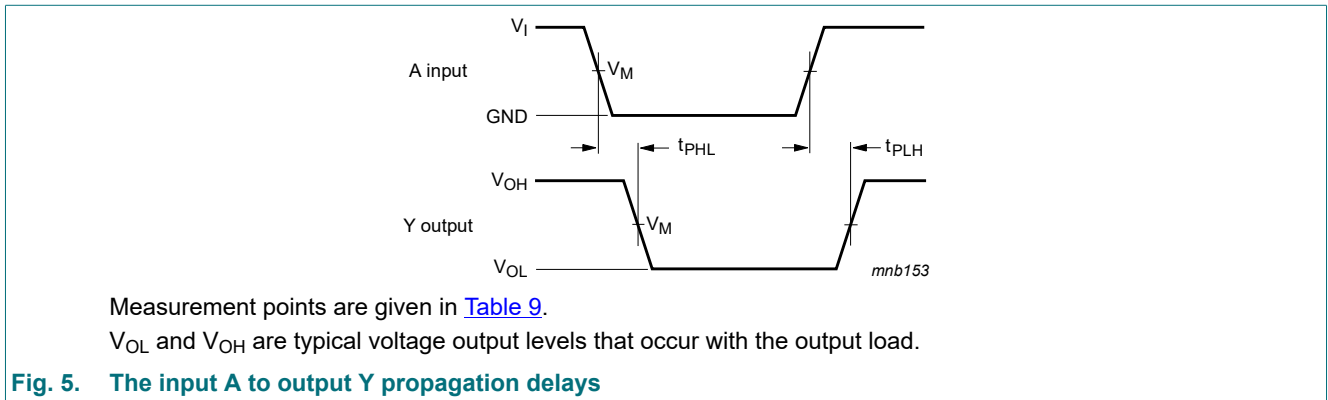 V_I
A input
V_M
GND
t_PHL
t_PLH
V_OH
Y output
V_M
V_OL
mnb153
Measurement points are given in Table 9.
V_OL and V_OH are typical voltage output levels that occur with the output load.
Fig. 5. The input A to output Y propagation delays